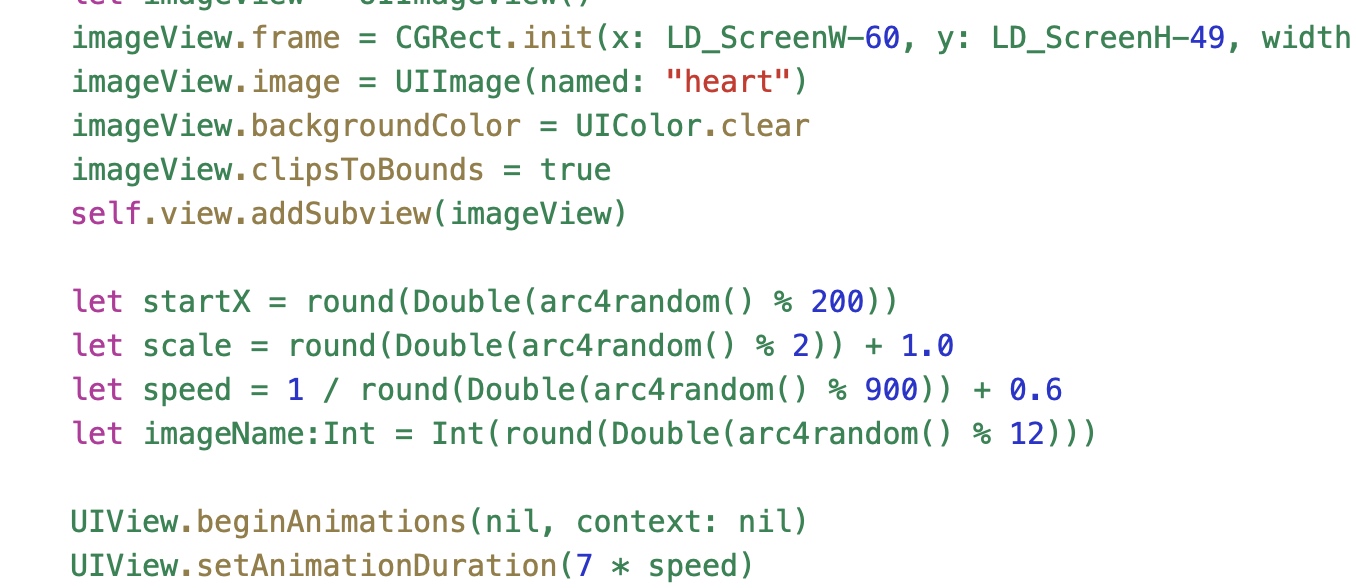 let imageView = UIImageView()
imageView.frame = CGRect.init(x: LD_ScreenW-60, y: LD_ScreenH-49, width
imageView.image = UIImage(named: "heart")
imageView.backgroundColor = UIColor.clear
imageView.clipsToBounds = true
self.view.addSubview(imageView)
let startX = round(Double(arc4random() % 200))
let scale = round(Double(arc4random() % 2)) + 1.0
let speed = 1 / round(Double(arc4random() % 900)) + 0.6
let imageName:Int = Int(round(Double(arc4random() % 12)))
UIView.beginAnimations(nil, context: nil)
UIView.setAnimationDuration(7 * speed)